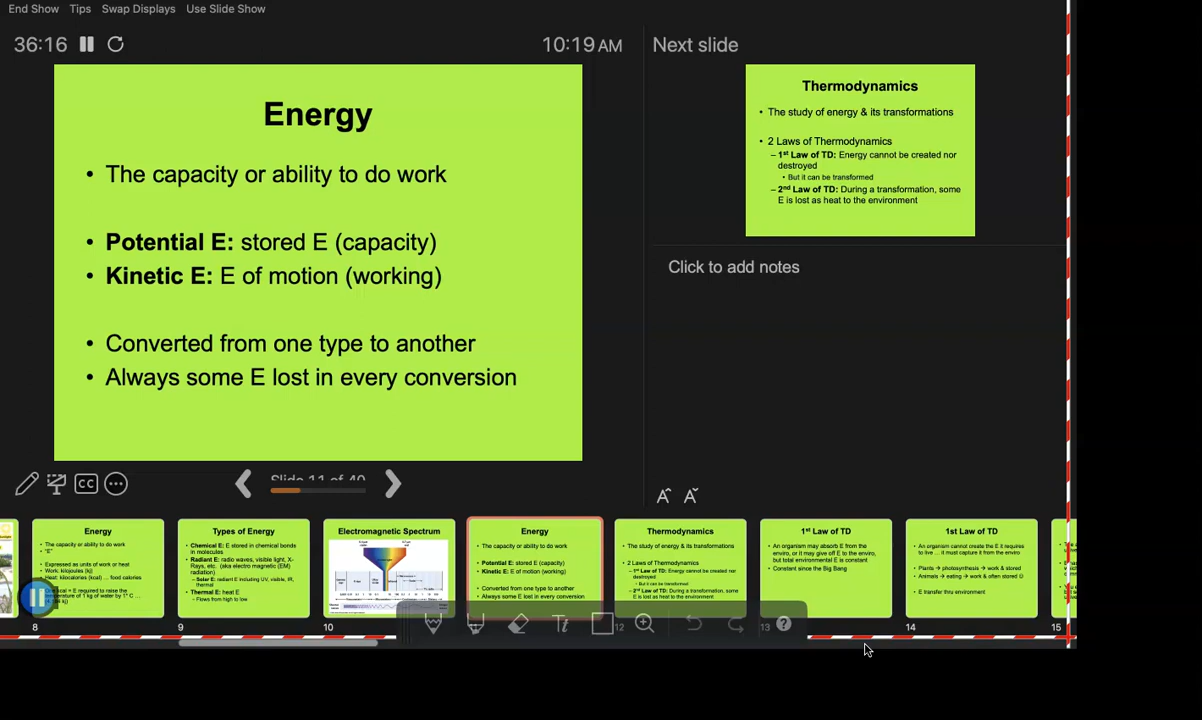 End Show Tips Swap Displays Use Slide Show
36:16
10:19 AM
Energy
• The capacity or ability to do work
• Potential E: stored E (capacity)
• Kinetic E: E of motion (working)
• Converted from one type to another
• Always some E lost in every conversion
Next slide
Thermodynamics
• The study of energy & its transformations
• 2 Laws of Thermodynamics
– 1st Law of TD: Energy cannot be created nor
destroyed
• But it can be transformed
– 2nd Law of TD: During a transformation, some
E is lost as heat to the environment
Click to add notes
CC
Slide 11 of 40
Energy
• The capacity or ability to do work
• "E"
• Expressed as units of work or heat
• Work: kilojoules (kj)
• Heat: kilocalories (kcal) ... food calories
8
Types of Energy
• Chemical E: E stored in chemical bonds
in molecules
• Radiant E: radio waves, visible light, X-
Rays, etc. (aka electro magnetic (EM)
radiation)
– Solar E: radiant E including UV, visible, IR,
thermal
• Thermal E: heat E
– Flows from high to low
9
Electromagnetic Spectrum
10
Energy
• The capacity or ability to do work
• Potential E: stored E (capacity)
• Kinetic E: E of motion (working)
• Converted from one type to another
• Always some E lost in every conversion
Thermodynamics
• The study of energy & its transformations
• 2 Laws of Thermodynamics
– 1st Law of TD: Energy cannot be created nor
destroyed
• But it can be transformed
– 2nd Law of TD: During a transformation, some
E is lost as heat to the environment
12
1st Law of TD
• An organism may absorb E from the
enviro, or it may give off E to the enviro,
but total environmental E is constant
• Constant since the Big Bang
13
1st Law of TD
• An organism cannot create the E it requires
to live ... it must capture it from the enviro
• Plants → photosynthesis → work & stored
• Animals → eating → work & often stored
• E transfer thru environment
14
15
Tt
?